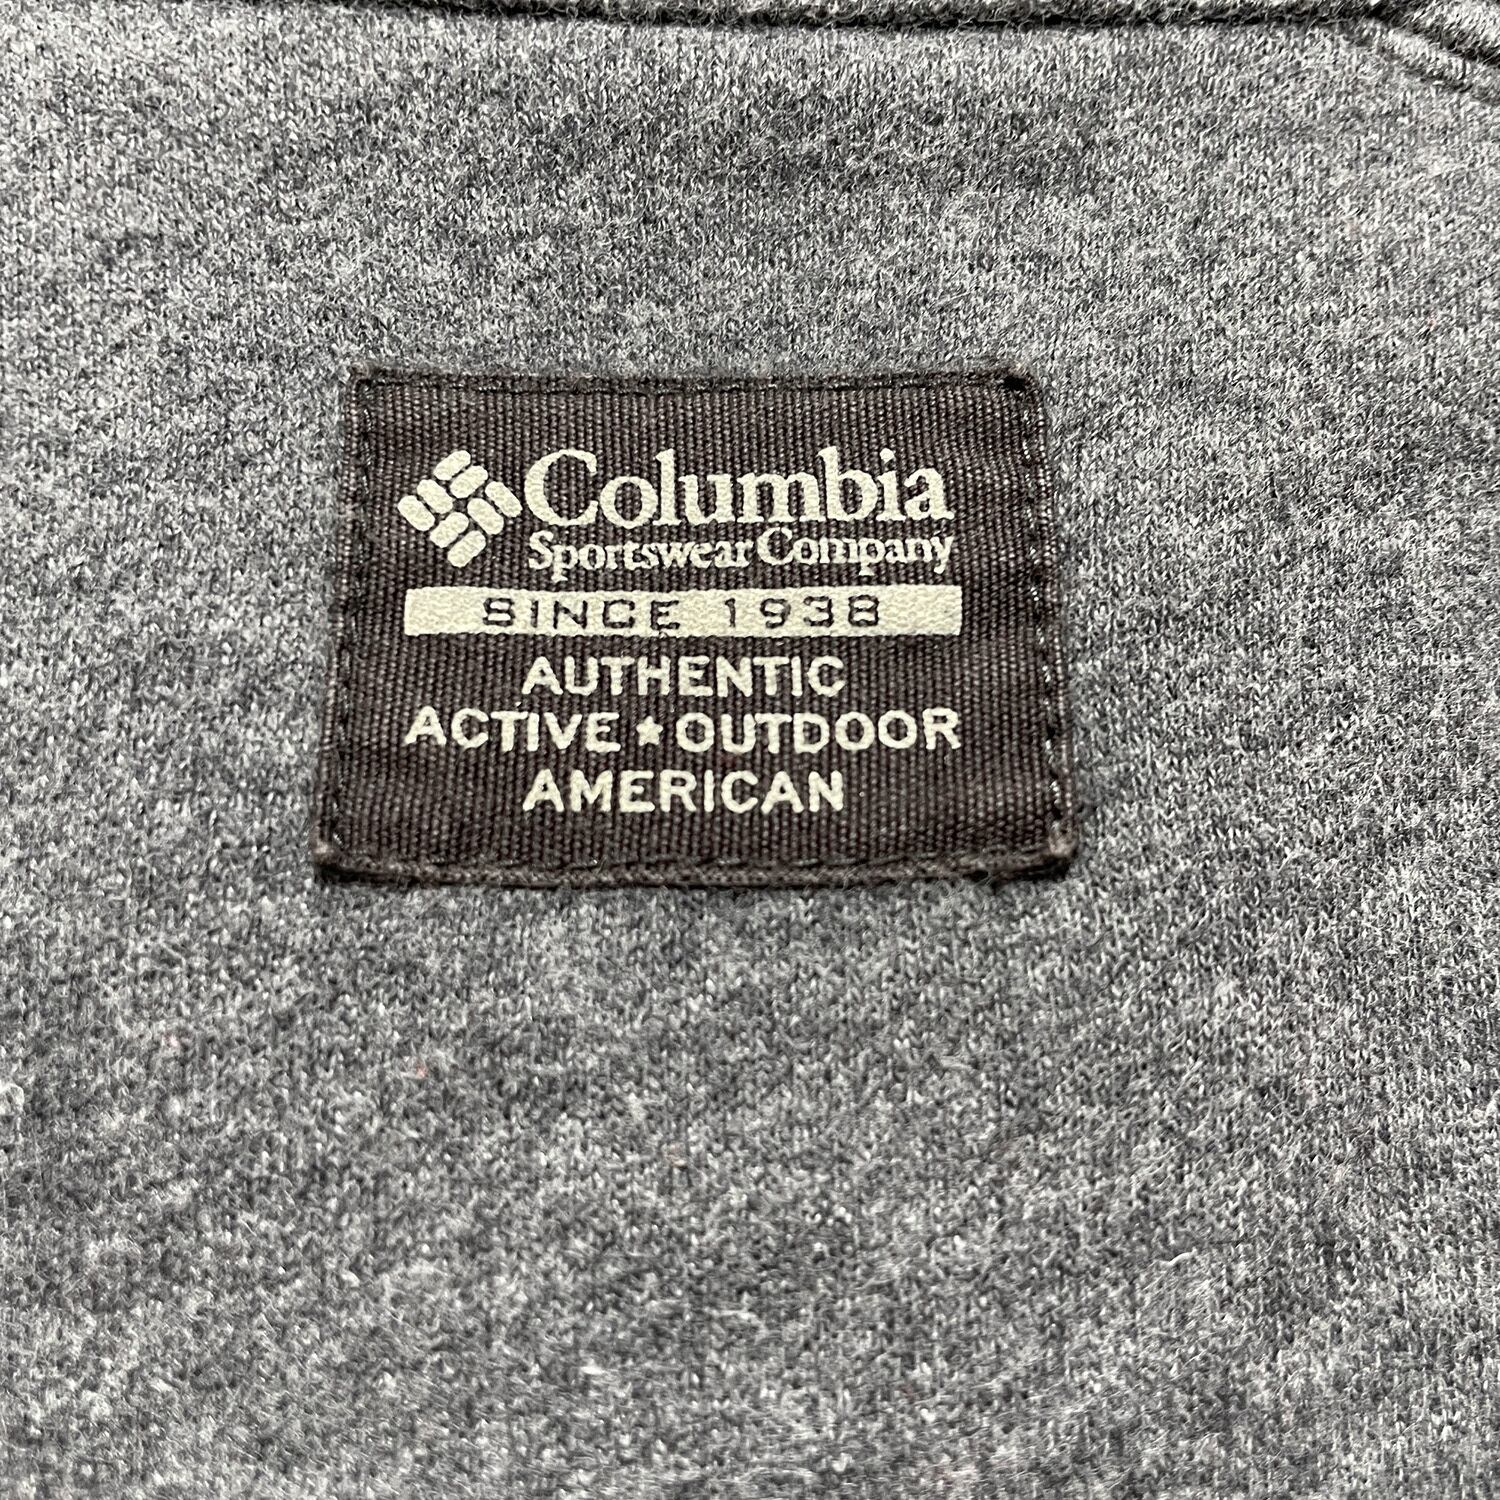 Columbia
Sportswear Company
SINCE 1938
AUTHENTIC
ACTIVE★OUTDOOR
AMERICAN